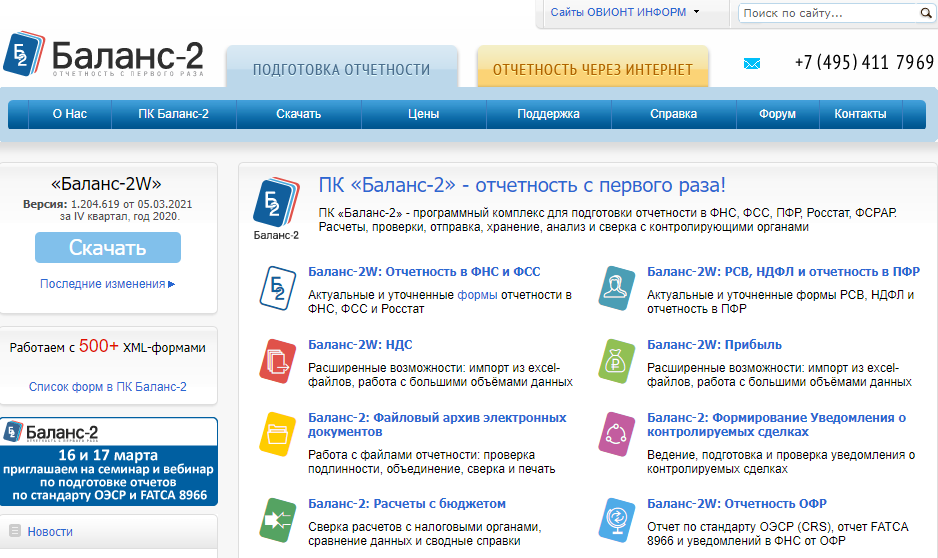 Сайты ОВИОНТ ИНФОРМ
Поиск по сайту...
Б2
Баланс-2
ОТЧЕТНОСТЬ С ПЕРВОГО РАЗА
ПОДГОТОВКА ОТЧЕТНОСТИ
ОТЧЕТНОСТЬ ЧЕРЕЗ ИНТЕРНЕТ
+7 (495) 411 7969
О Нас
ПК Баланс-2
Скачать
Цены
Поддержка
Справка
Форум
Контакты
«Баланс-2W»
Версия: 1.204.619 от 05.03.2021
за IV квартал, год 2020.
Скачать
Последние изменения
Работаем с 500+ XML-формами
Список форм в ПК Баланс-2
Б2
Баланс-2
ОТЧЕТНОСТЬ С ПЕРВОГО РАЗА
16 и 17 марта
приглашаем на семинар и вебинар
по подготовке отчетов
по стандарту ОЭСР и FATCA 8966
Новости
Б2
Баланс-2
ПК «Баланс-2» - отчетность с первого раза!
ПК «Баланс-2» - программный комплекс для подготовки отчетности в ФНС, ФСС, ПФР, Росстат, ФСРАР.
Расчеты, проверки, отправка, хранение, анализ и сверка с контролирующими органами
Б2
Баланс-2W: Отчетность в ФНС и ФСС
Актуальные и уточненные формы отчетности в
ФНС, ФСС и Росстат
Баланс-2W: РСВ, НДФЛ и отчетность в ПФР
Актуальные и уточненные формы РСВ, НДФЛ и
отчетность в ПФР
Баланс-2W: НДС
Расширенные возможности: импорт из excel-
файлов, работа с большими объёмами данных
Баланс-2W: Прибыль
Расширенные возможности: импорт из excel-
файлов, работа с большими объёмами данных
Баланс-2: Файловый архив электронных
документов
Работа с файлами отчетности: проверка
подлинности, объединение, сверка и печать
Баланс-2: Формирование Уведомления о
контролируемых сделках
Ведение, подготовка и проверка уведомления о
контролируемых сделках
Баланс-2: Расчеты с бюджетом
Сверка расчетов с налоговыми органами,
сравнение данных и сводные справки
Баланс-2W: Отчетность ОФР
Отчет по стандарту ОЭСР (CRS), отчет FATCA
8966 и уведомлений в ФНС от ОФР